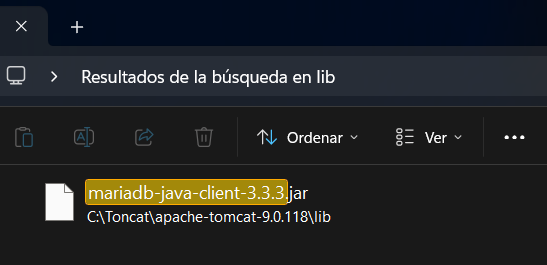 Resultados de la búsqueda en lib
Ordenar
Ver
mariadb-java-client-3.3.3.jar
C:\Toncat\apache-tomcat-9.0.118\lib